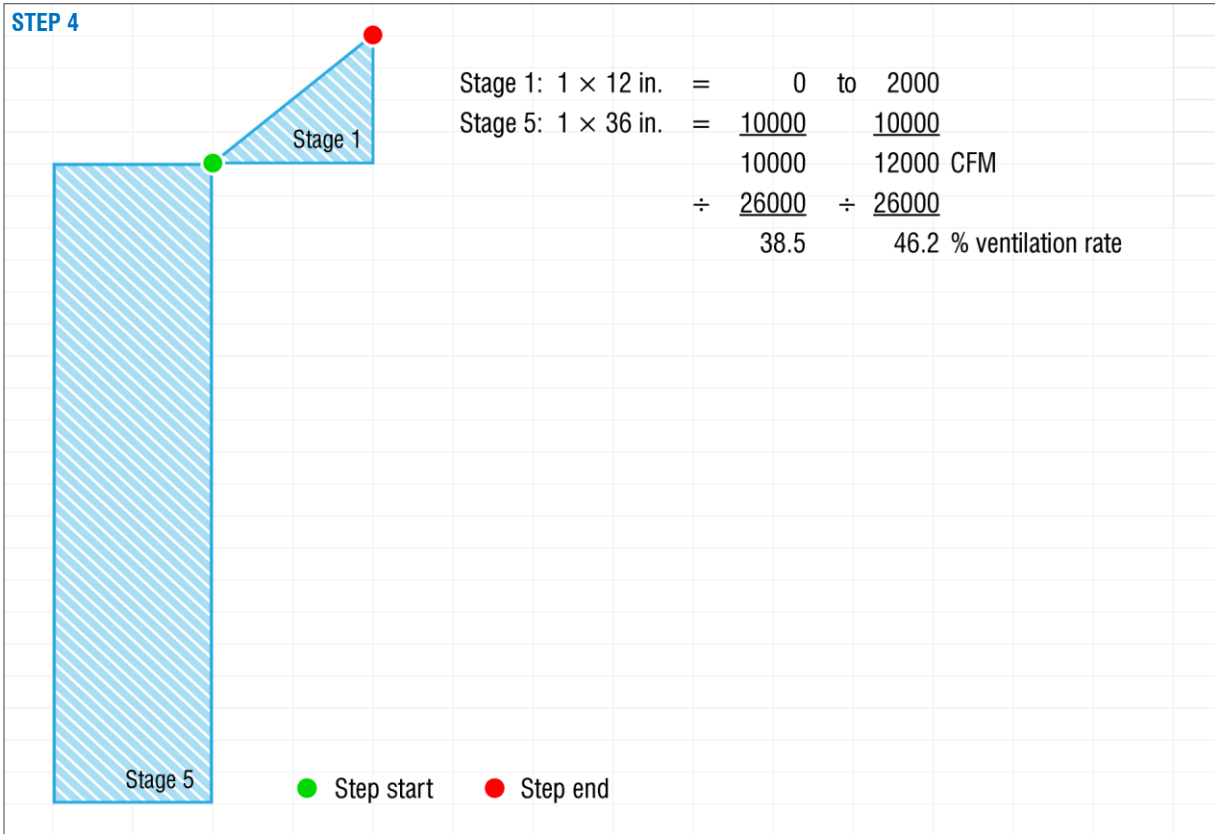 STEP 4
Stage 1: 1 × 12 in. = 0 to 2000
Stage 5: 1 × 36 in. = 10000 10000
10000 12000 CFM
÷ 26000 ÷ 26000
38.5 46.2 % ventilation rate
Stage 1
Stage 5
Step start
Step end